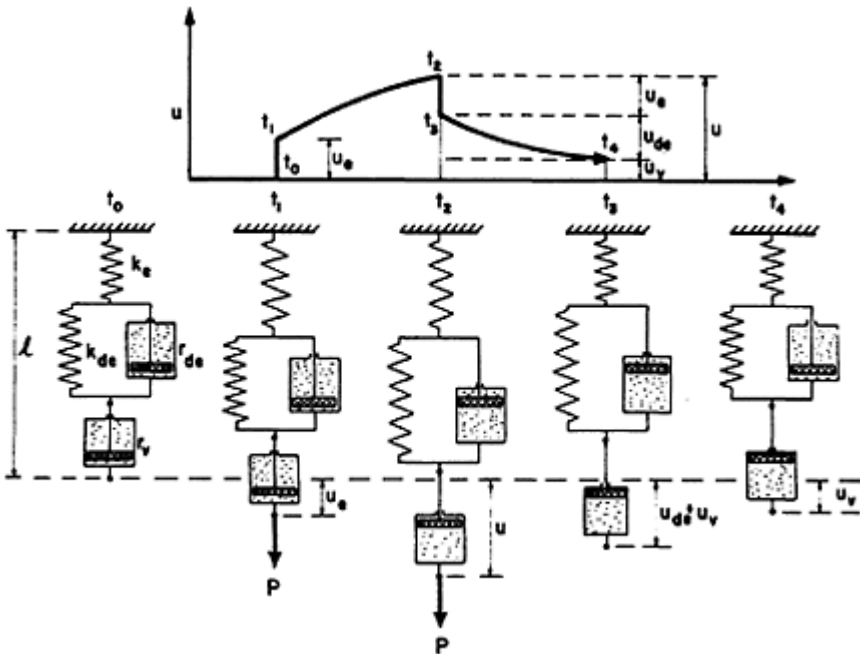 t₂
u
t₁
t₀
uₑ
t₃
t₄
uₑ
u_de
u_v
u
t₀ t₁ t₂ t₃ t₄
kₑ
l
k_de
r_de
r_v
uₑ
u
u_de+u_v
u_v
P
P